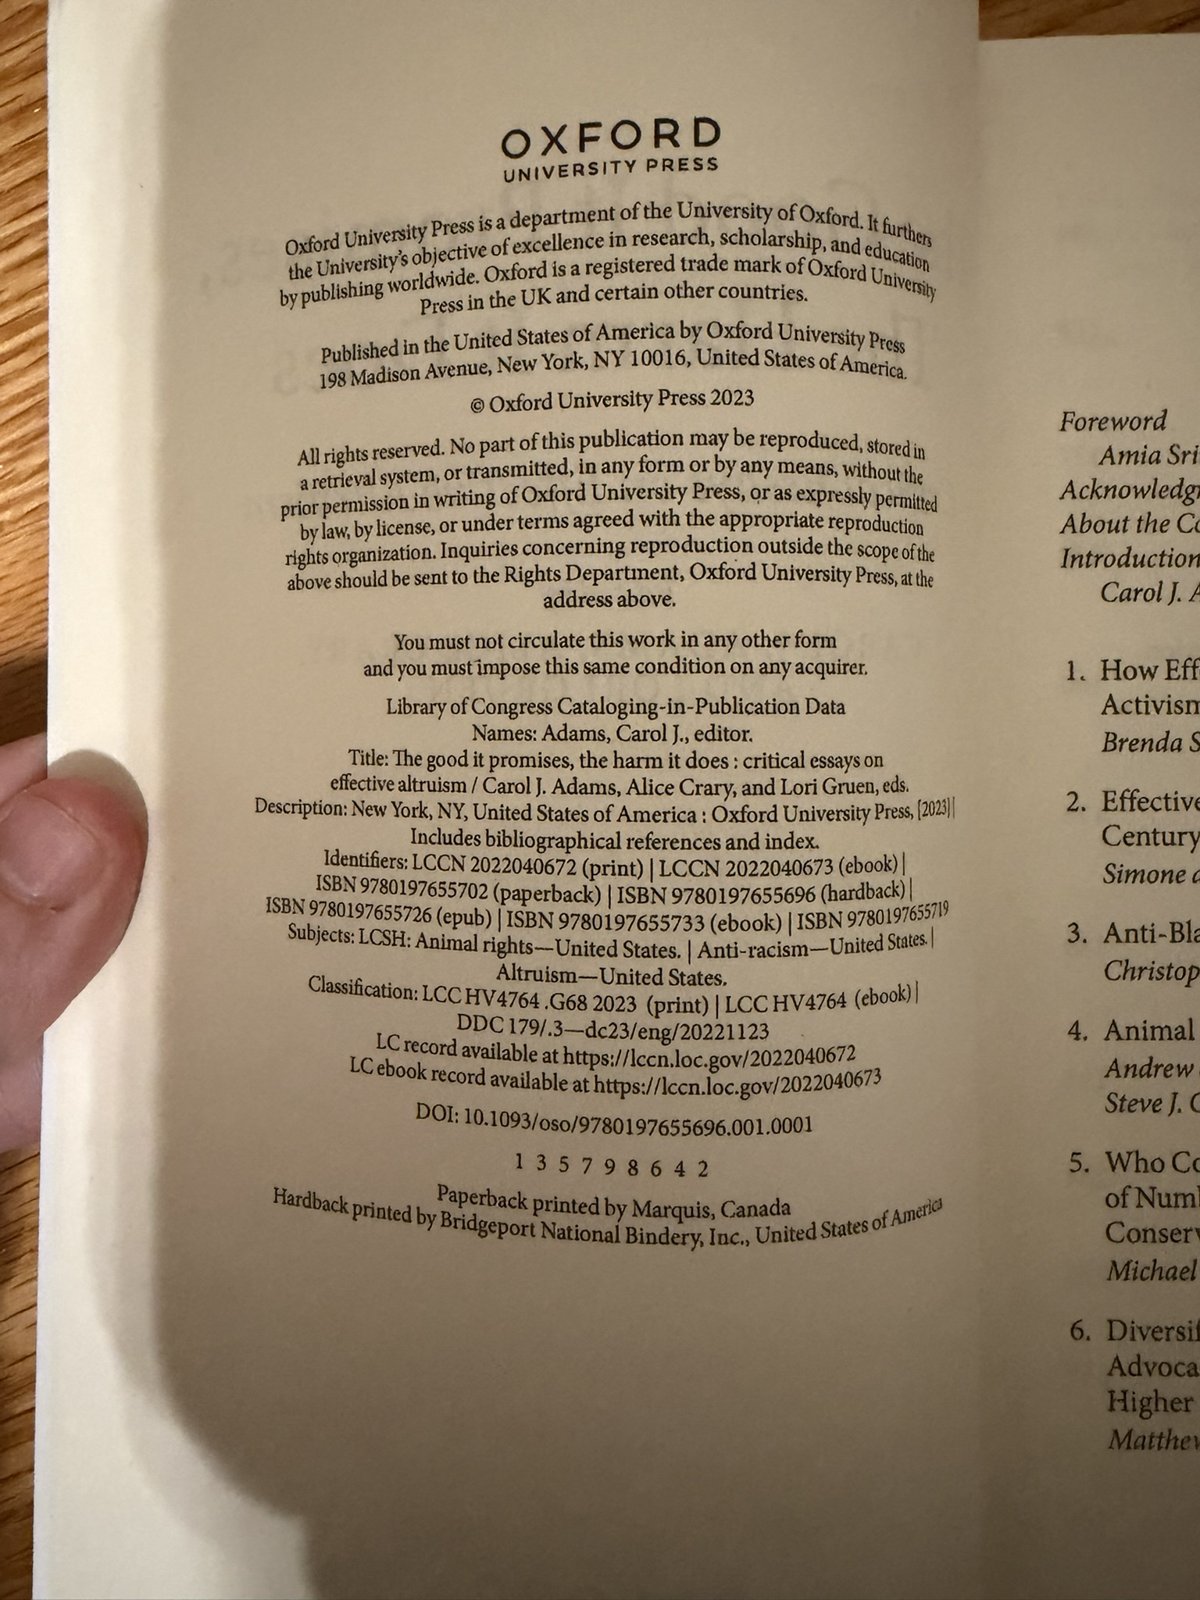 OXFORD
UNIVERSITY PRESS
Oxford University Press is a department of the University of Oxford. It furthers
the University's objective of excellence in research, scholarship, and education
by publishing worldwide. Oxford is a registered trade mark of Oxford University
Press in the UK and certain other countries.
Published in the United States of America by Oxford University Press
198 Madison Avenue, New York, NY 10016, United States of America.
© Oxford University Press 2023
All rights reserved. No part of this publication may be reproduced, stored in
a retrieval system, or transmitted, in any form or by any means, without the
prior permission in writing of Oxford University Press, or as expressly permitted
by law, by license, or under terms agreed with the appropriate reproduction
rights organization. Inquiries concerning reproduction outside the scope of the
above should be sent to the Rights Department, Oxford University Press, at the
address above.
You must not circulate this work in any other form
and you must impose this same condition on any acquirer.
Library of Congress Cataloging-in-Publication Data
Names: Adams, Carol J., editor.
Title: The good it promises, the harm it does : critical essays on
effective altruism / Carol J. Adams, Alice Crary, and Lori Gruen, eds.
Description: New York, NY, United States of America : Oxford University Press, [2023] |
Includes bibliographical references and index.
Identifiers: LCCN 2022040672 (print) | LCCN 2022040673 (ebook) |
ISBN 9780197655702 (paperback) | ISBN 9780197655696 (hardback) |
ISBN 9780197655726 (epub) | ISBN 9780197655733 (ebook) | ISBN 9780197655719
Subjects: LCSH: Animal rights—United States. | Anti-racism—United States. |
Altruism—United States.
Classification: LCC HV4764 .G68 2023 (print) | LCC HV4764 (ebook) |
DDC 179/.3—dc23/eng/20221123
LC record available at https://lccn.loc.gov/2022040672
LC ebook record available at https://lccn.loc.gov/2022040673
DOI: 10.1093/oso/9780197655696.001.0001
1 3 5 7 9 8 6 4 2
Paperback printed by Marquis, Canada
Hardback printed by Bridgeport National Bindery, Inc., United States of America
Foreword
Amia Sri
Acknowledg
About the Co
Introduction
Carol J. A
1. How Eff
Activism
Brenda S
2. Effective
Century
Simone a
3. Anti-Bla
Christop
4. Animal
Andrew
Steve J. C
5. Who Co
of Num
Conserv
Michael
6. Diversif
Advoca
Higher
Matthew